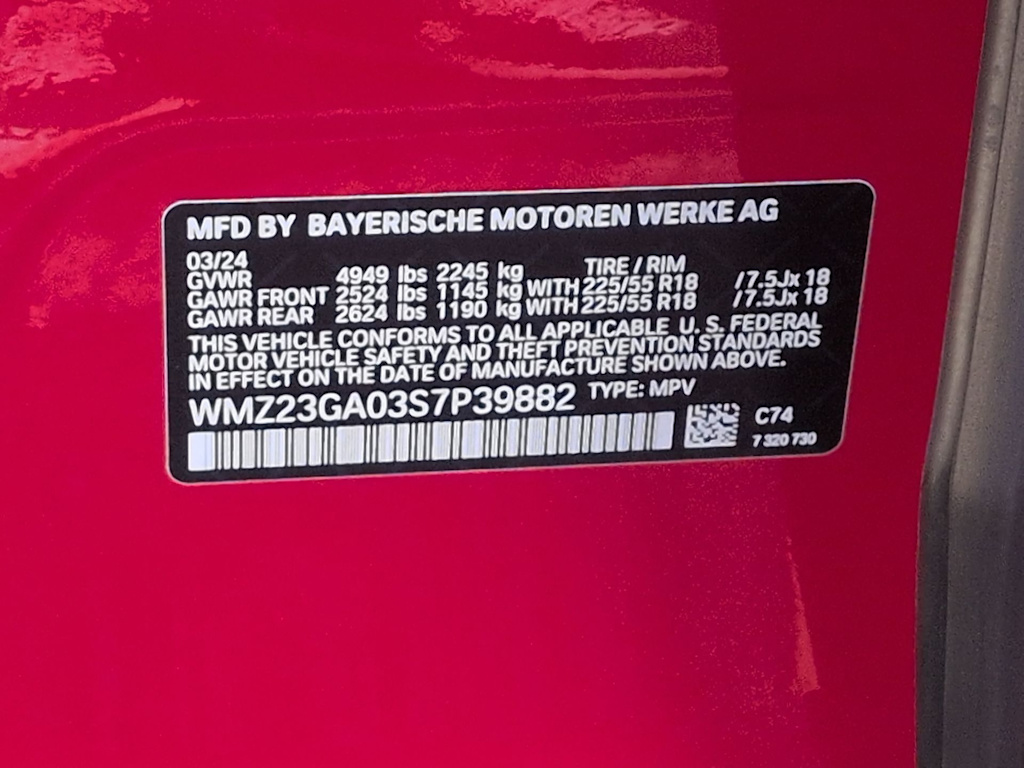 MFD BY BAYERISCHE MOTOREN WERKE AG
03/24 TIRE / RIM
GVWR 4949 lbs 2245 kg
GAWR FRONT 2524 lbs 1145 kg WITH 225/55 R18 /7.5Jx 18
GAWR REAR 2624 lbs 1190 kg WITH 225/55 R18 /7.5Jx 18
THIS VEHICLE CONFORMS TO ALL APPLICABLE U. S. FEDERAL
MOTOR VEHICLE SAFETY AND THEFT PREVENTION STANDARDS
IN EFFECT ON THE DATE OF MANUFACTURE SHOWN ABOVE.
WMZ23GA03S7P39882 TYPE: MPV
C74
7 320 730